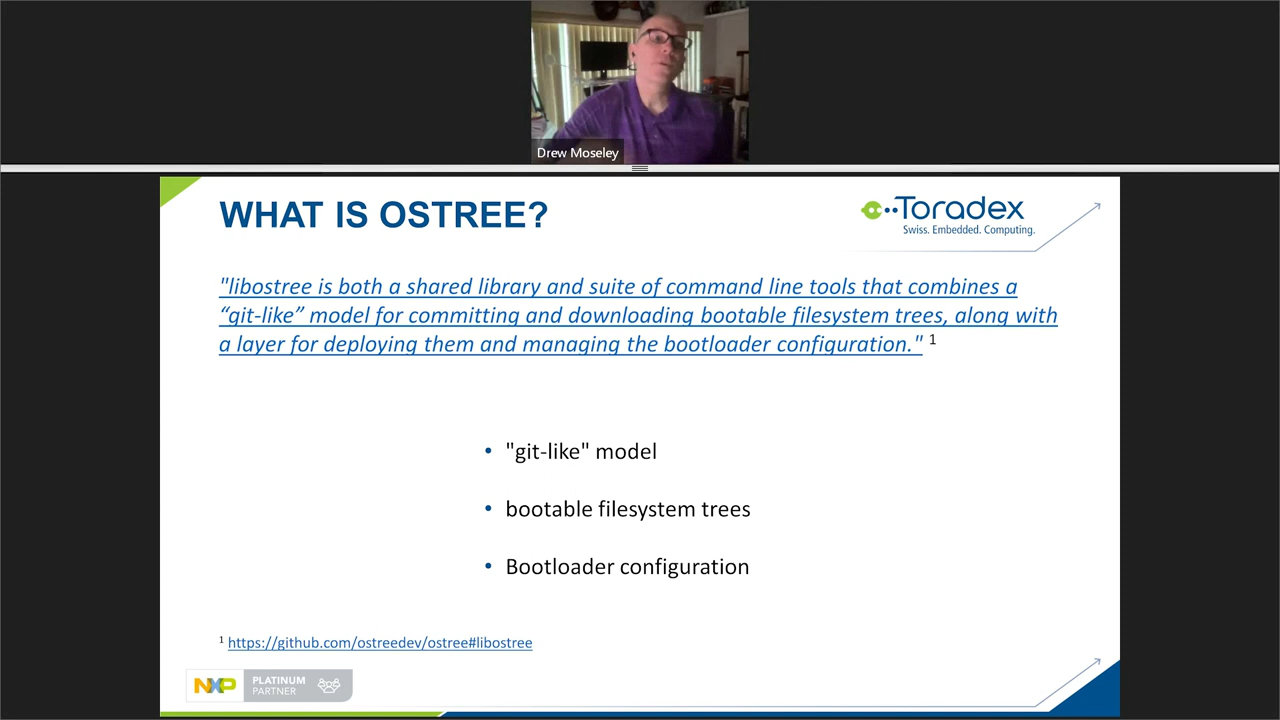 Drew Moseley
WHAT IS OSTREE?
Toradex
Swiss. Embedded. Computing.
"libostree is both a shared library and suite of command line tools that combines a
“git-like” model for committing and downloading bootable filesystem trees, along with
a layer for deploying them and managing the bootloader configuration." 1
• "git-like" model
• bootable filesystem trees
• Bootloader configuration
1 https://github.com/ostreedev/ostree#libostree
NXP
PLATINUM
PARTNER